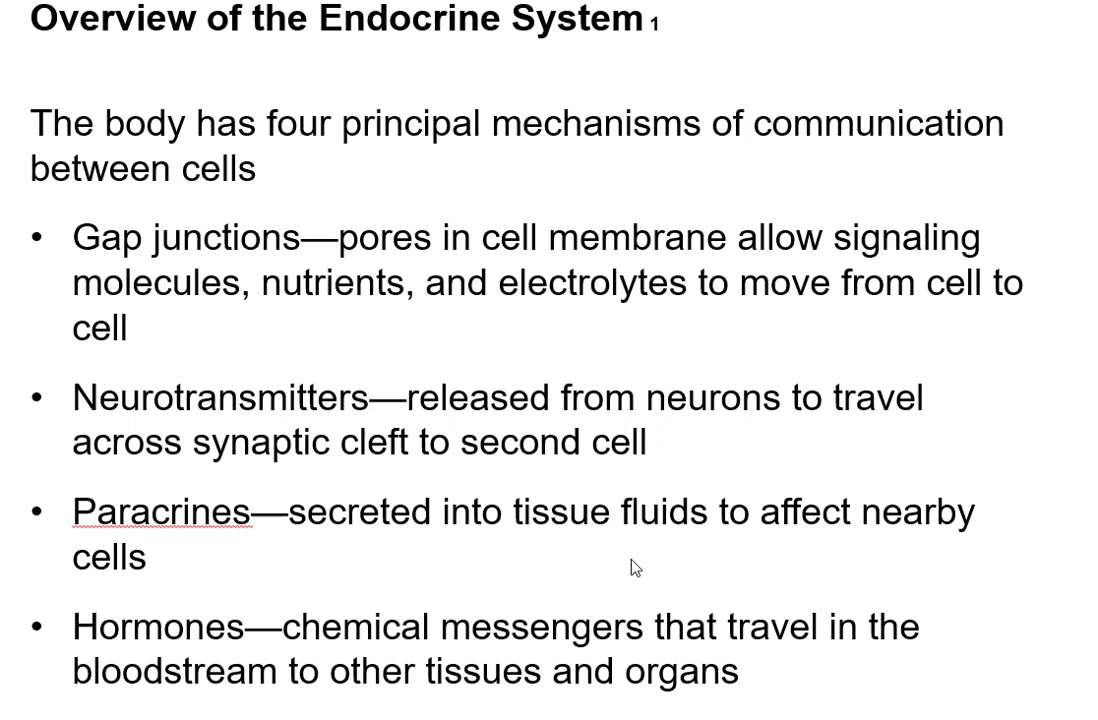 Overview of the Endocrine System 1
The body has four principal mechanisms of communication
between cells
• Gap junctions—pores in cell membrane allow signaling
molecules, nutrients, and electrolytes to move from cell to
cell
• Neurotransmitters—released from neurons to travel
across synaptic cleft to second cell
• Paracrines—secreted into tissue fluids to affect nearby
cells
• Hormones—chemical messengers that travel in the
bloodstream to other tissues and organs